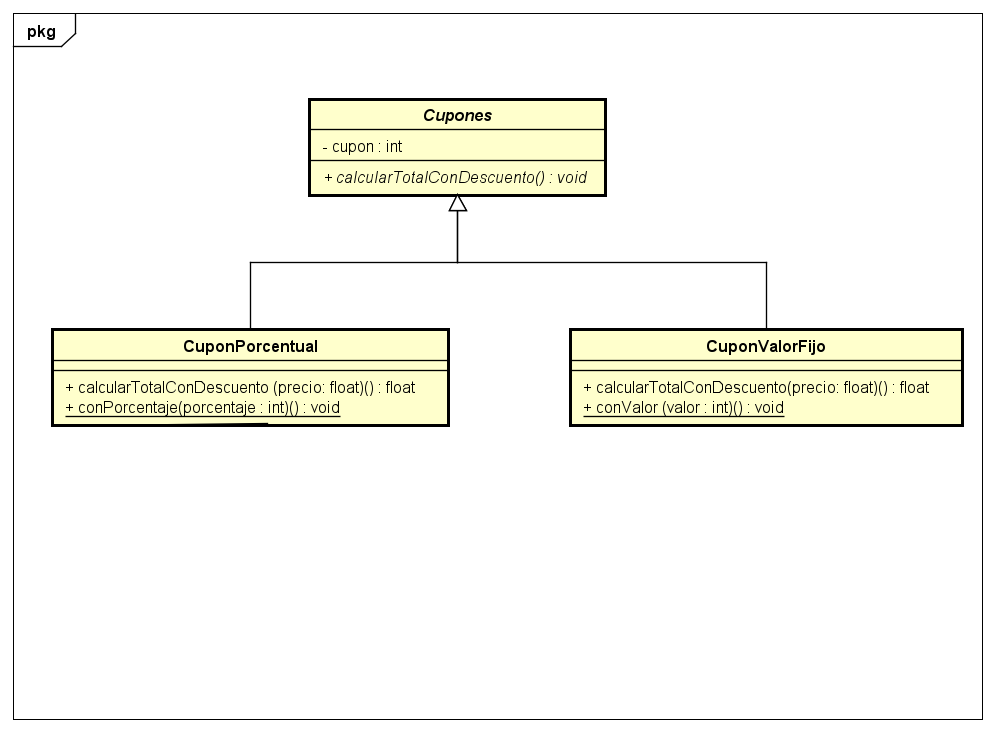 pkg
Cupones
- cupon : int
+ calcularTotalConDescuento() : void
CuponPorcentual
+ calcularTotalConDescuento (precio: float)() : float
+ conPorcentaje(porcentaje : int)() : void
CuponValorFijo
+ calcularTotalConDescuento(precio: float)() : float
+ conValor (valor : int)() : void